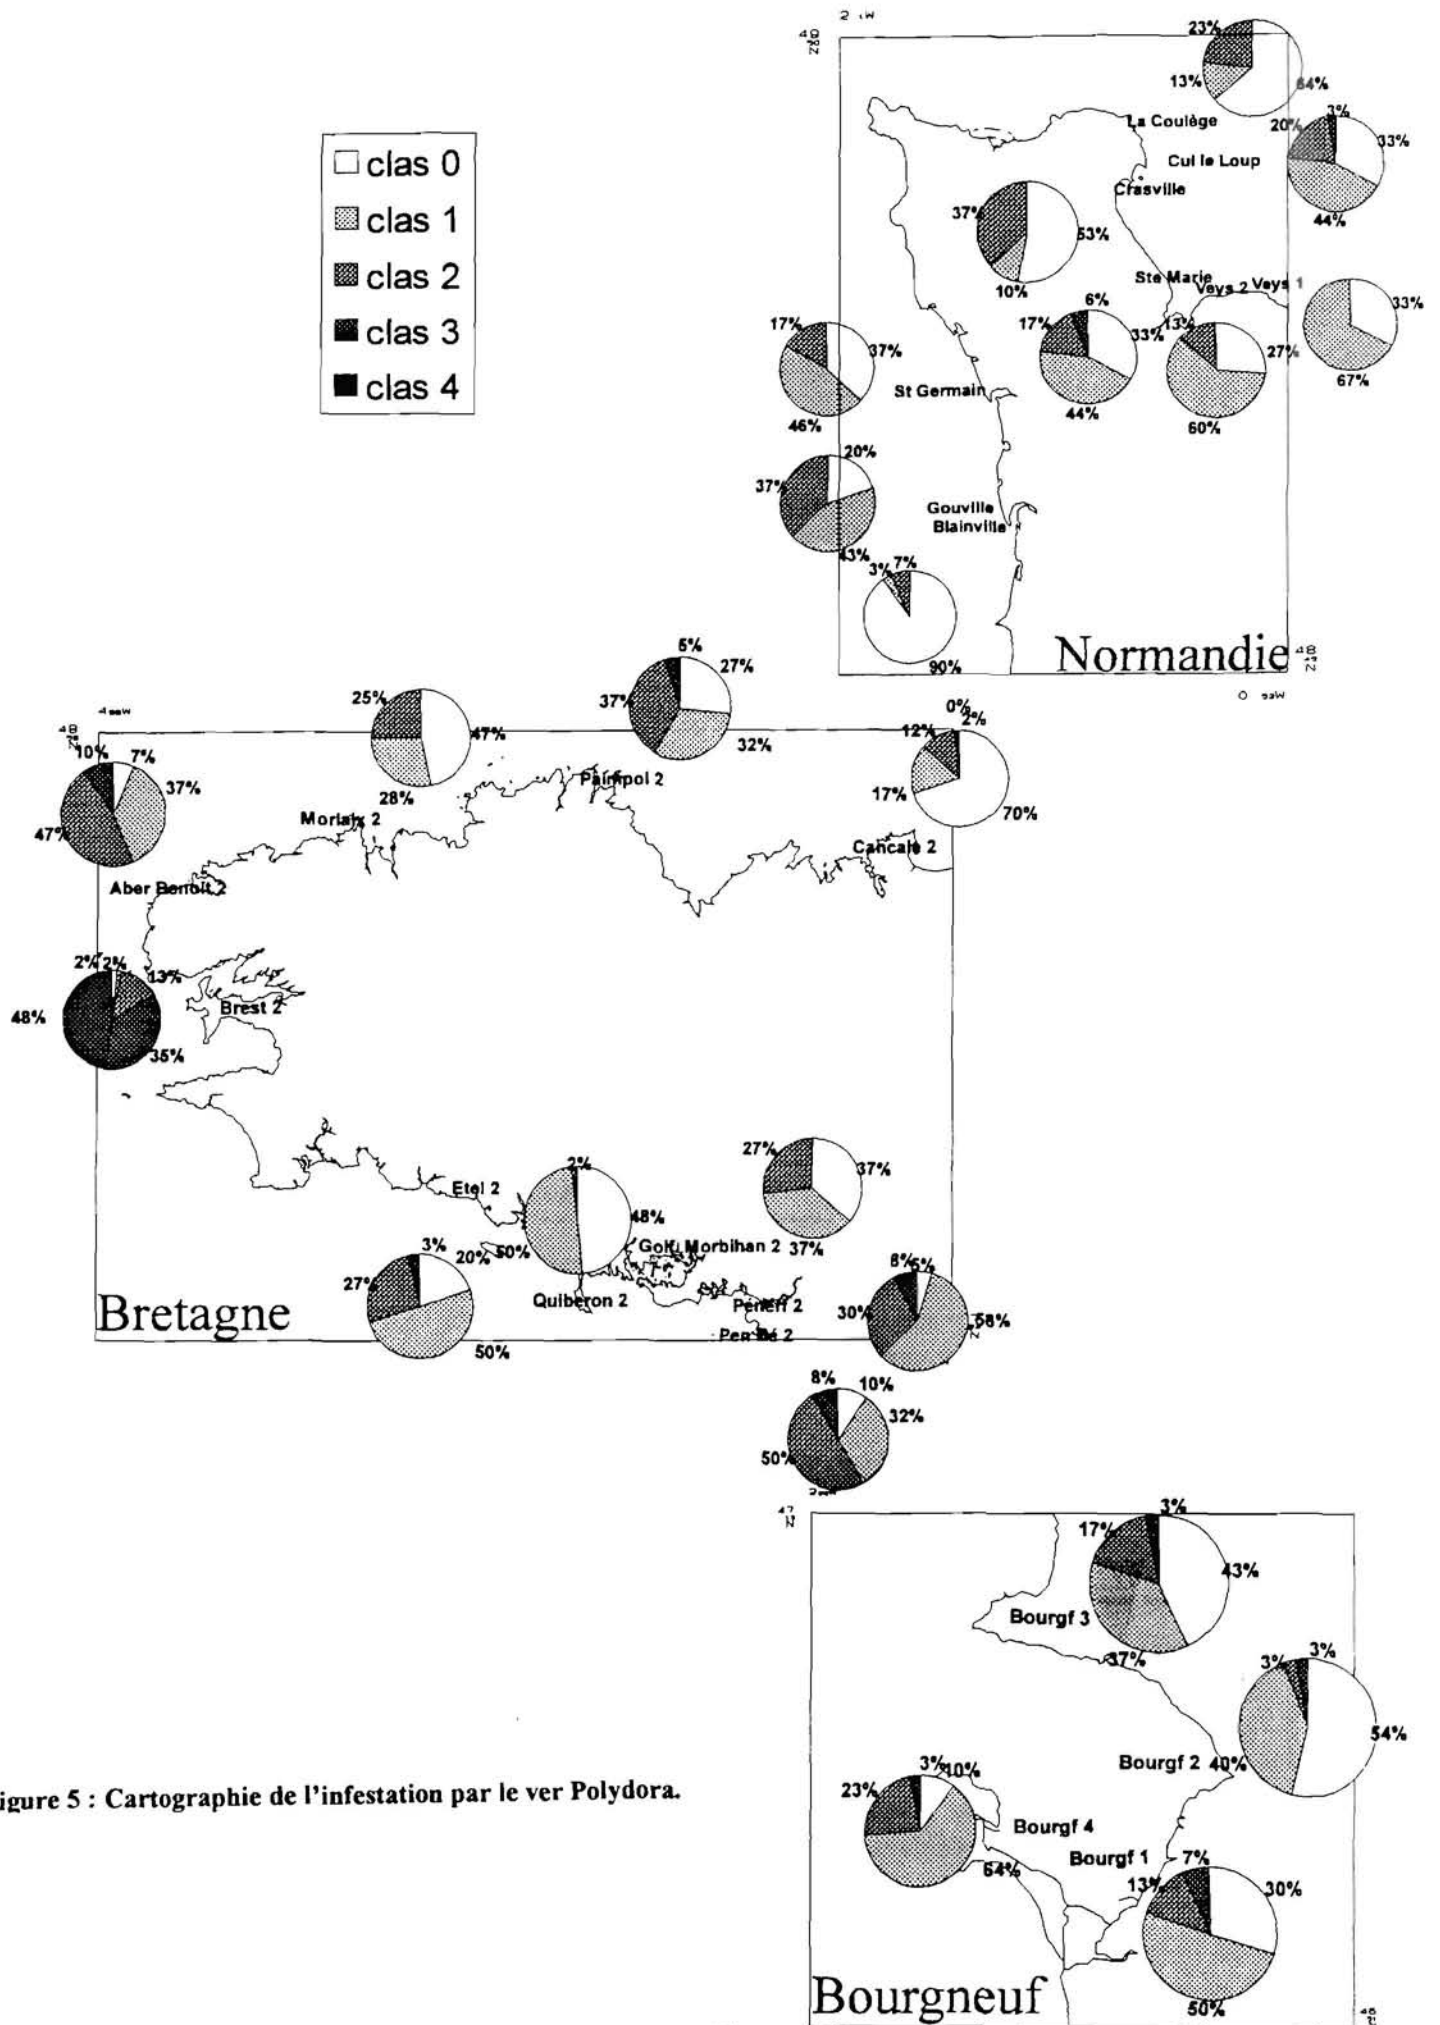 clas 0
clas 1
clas 2
clas 3
clas 4
23%
13%
64%
La Coulège
3%
20%
33%
Cul le Loup
44%
Crasville
37%
53%
10%
Ste Marie
Veys 2 Veys 1
33%
67%
6%
17%
33%
44%
13%
27%
60%
17%
37%
46%
St Germain
20%
37%
43%
Gouville
Blainville
3% 7%
90%
Normandie
5%
27%
37%
32%
Paimpol 2
25%
47%
28%
Morlaix 2
0%
2%
12%
17%
70%
Cancale 2
10% 7%
37%
47%
Aber Benoit 2
2% 2%
13%
48%
35%
Brest 2
27%
37%
37%
Etel 2
2%
48%
50%
Golf Morbihan 2
3%
20%
27%
50%
Quiberon 2
Penerf 2
Pen Bé 2
5%
30%
58%
Bretagne
8%
10%
32%
50%
47
N
3%
17%
43%
37%
Bourgf 3
3%
3%
54%
40%
Bourgf 2
3%
10%
23%
64%
Bourgf 4
Bourgf 1
7%
13%
30%
50%
Bourgneuf
igure 5 : Cartographie de l'infestation par le ver Polydora.